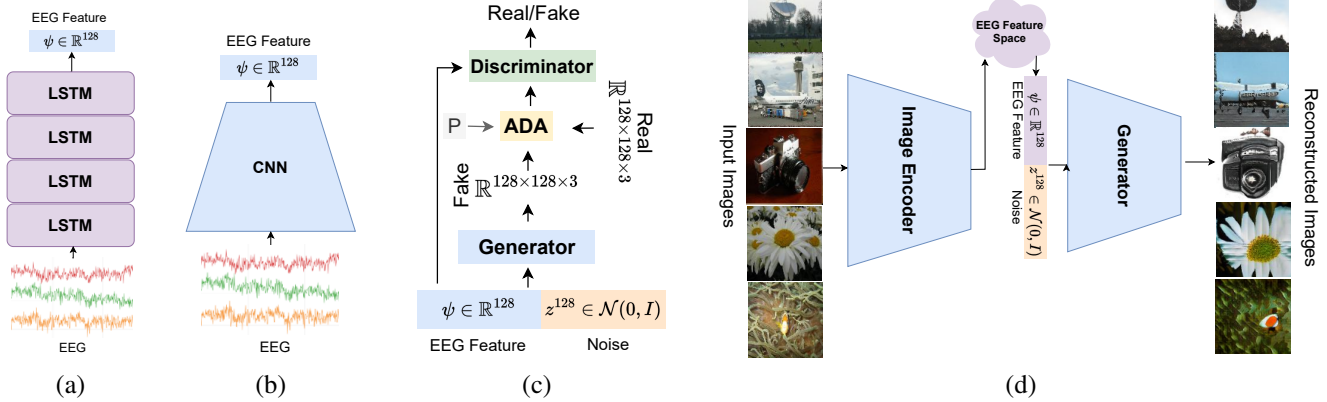 EEG Feature
ψ ∈ ℝ^128
LSTM
LSTM
LSTM
LSTM
EEG
(a)
EEG Feature
ψ ∈ ℝ^128
CNN
EEG
(b)
Real/Fake
Discriminator
P
ADA
Real
ℝ^128×128×3
Fake
ℝ^128×128×3
Generator
ψ ∈ ℝ^128
z^128 ∈ 𝒩(0, I)
EEG Feature
Noise
(c)
Input Images
Image Encoder
EEG Feature
Space
ψ ∈ ℝ^128
EEG Feature
z^128 ∈ 𝒩(0, I)
Noise
Generator
Reconstructed Images
(d)